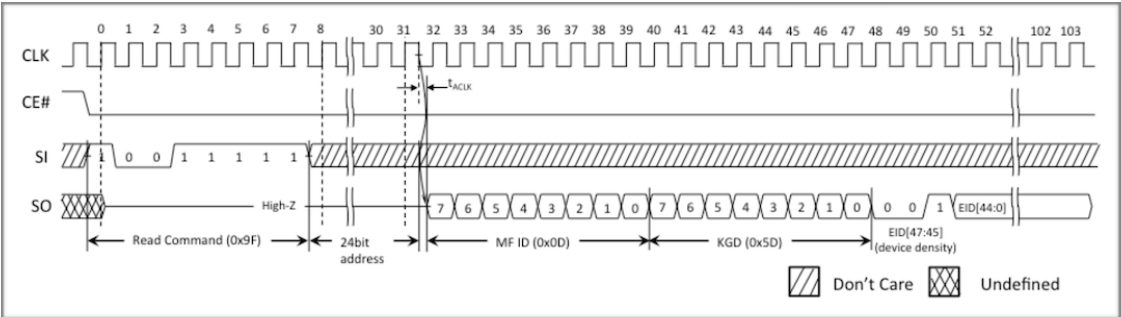 0 1 2 3 4 5 6 7 8 30 31 32 33 34 35 36 37 38 39 40 41 42 43 44 45 46 47 48 49 50 51 52 102 103
CLK
tACLK
CE#
SI 1 0 0 1 1 1 1 1
SO High-Z 7 6 5 4 3 2 1 0 7 6 5 4 3 2 1 0 0 0 1 EID[44:0]
Read Command (0x9F) 24bit address MF ID (0x0D) KGD (0x5D) EID[47:45] (device density)
Don't Care Undefined